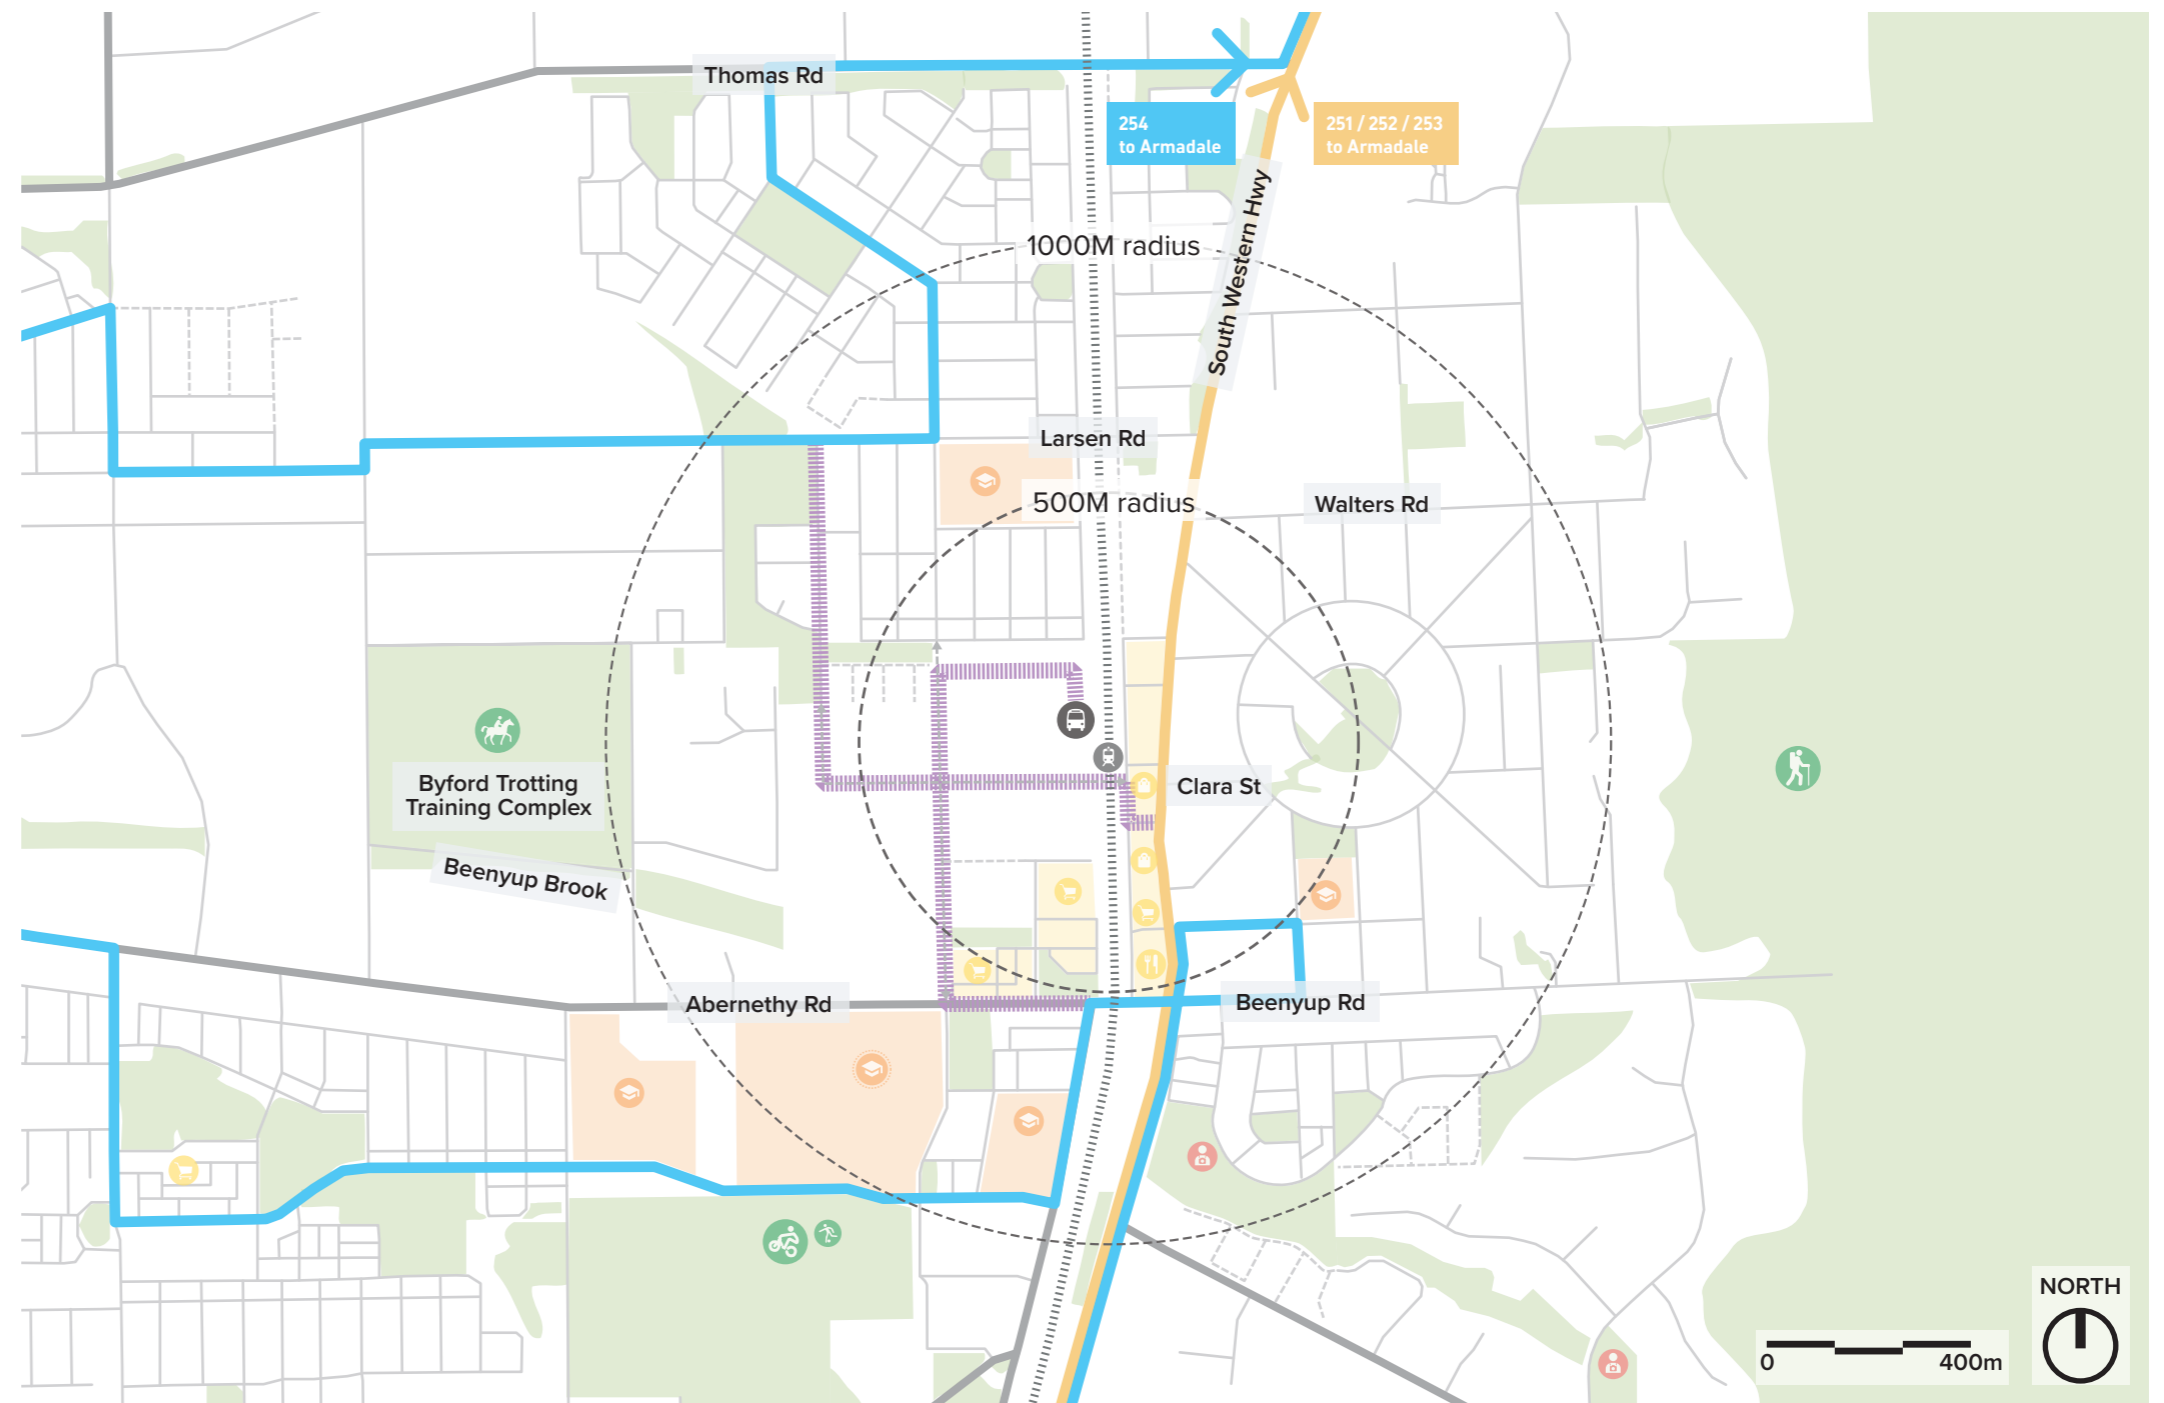 Thomas Rd
254
to Armadale
251 / 252 / 253
to Armadale
South Western Hwy
1000M radius
Larsen Rd
500M radius
Walters Rd
Byford Trotting
Training Complex
Clara St
Beenyup Brook
Abernethy Rd
Beenyup Rd
NORTH
0
400m